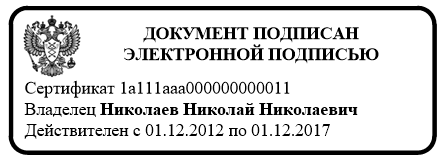 ДОКУМЕНТ ПОДПИСАН
ЭЛЕКТРОННОЙ ПОДПИСЬЮ
Сертификат 1а111ааа000000000011
Владелец Николаев Николай Николаевич
Действителен с 01.12.2012 по 01.12.2017